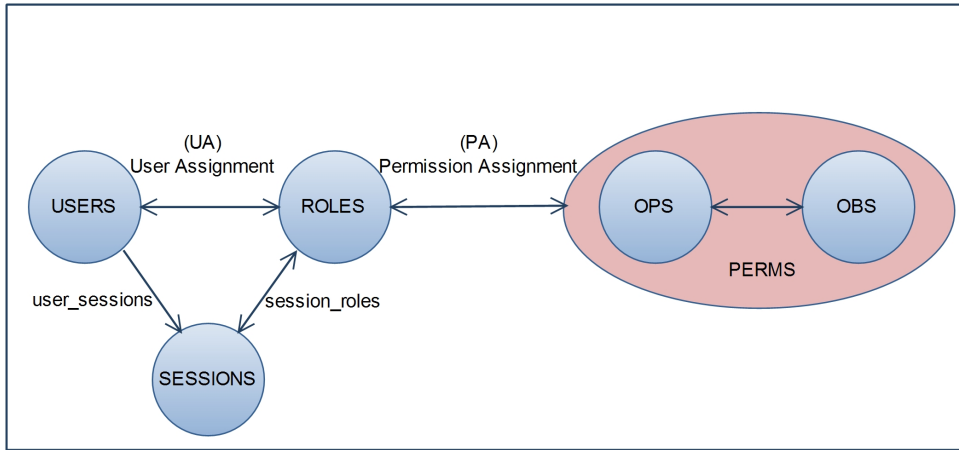 (UA)
User Assignment
(PA)
Permission Assignment
USERS
ROLES
OPS
OBS
PERMS
user_sessions
session_roles
SESSIONS